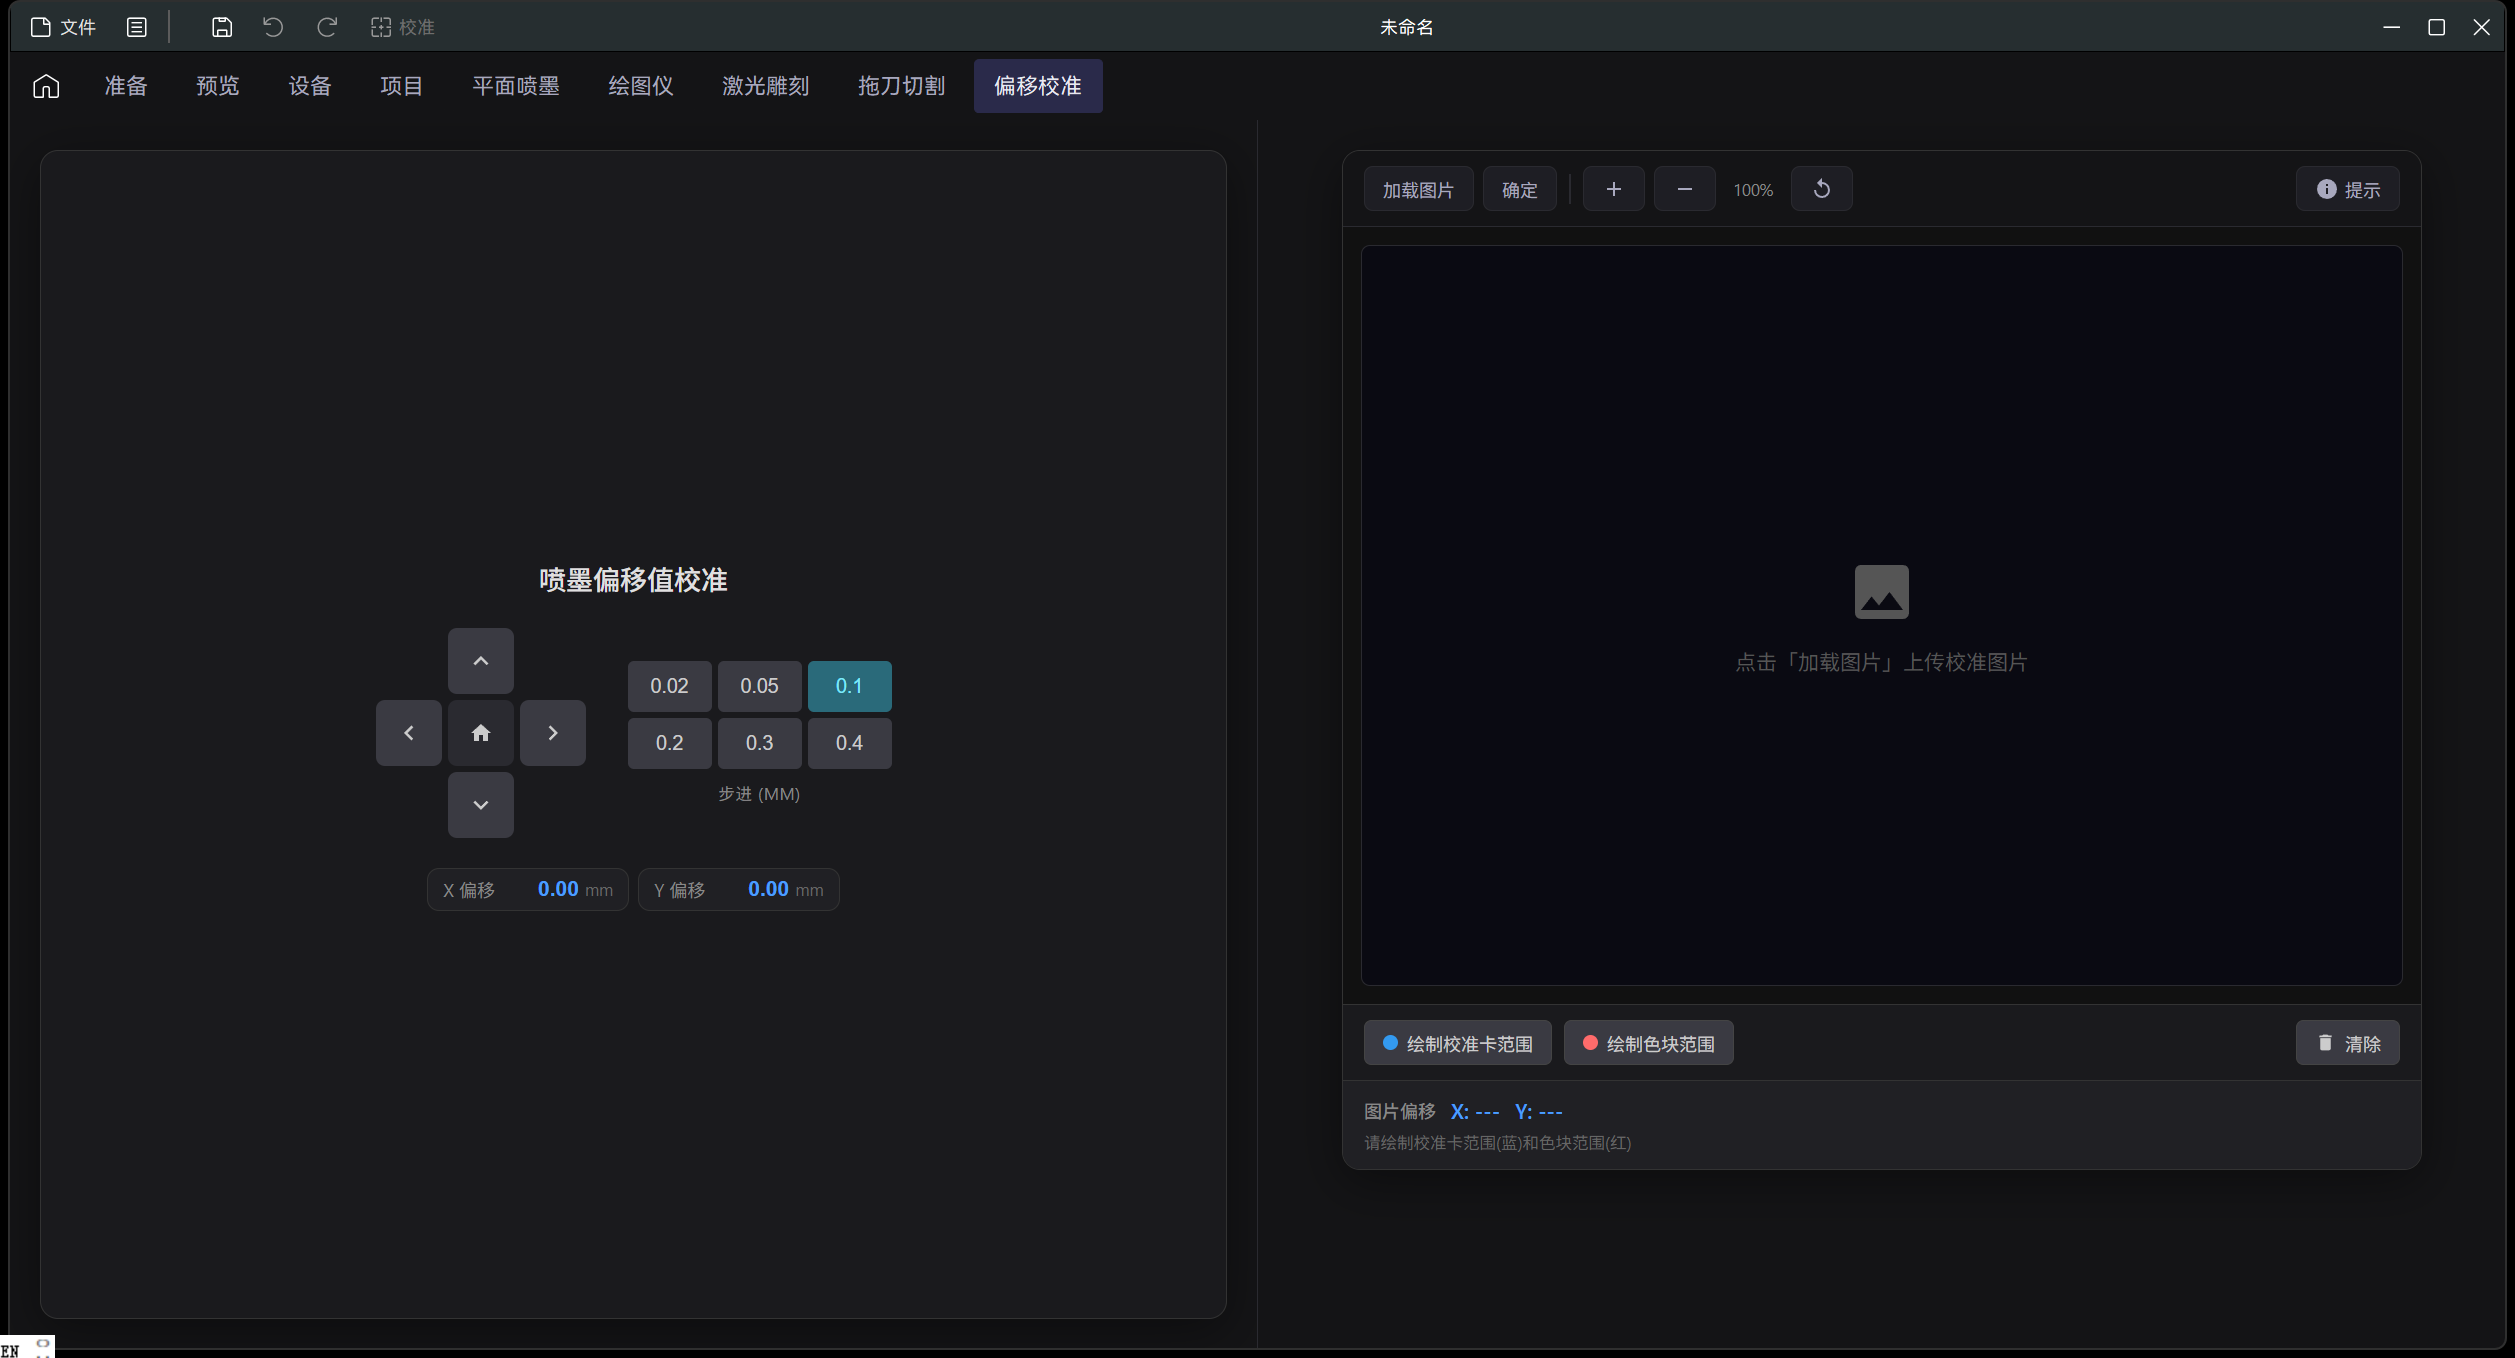 文件 校准 未命名
准备 预览 设备 项目 平面喷墨 绘图仪 激光雕刻 拖刀切割 偏移校准
喷墨偏移值校准
0.02 0.05 0.1
0.2 0.3 0.4
步进 (MM)
X 偏移 0.00 mm Y 偏移 0.00 mm
加载图片 确定 + − 100% 提示
点击「加载图片」上传校准图片
绘制校准卡范围 绘制色块范围 清除
图片偏移 X: --- Y: ---
请绘制校准卡范围(蓝)和色块范围(红)
EN